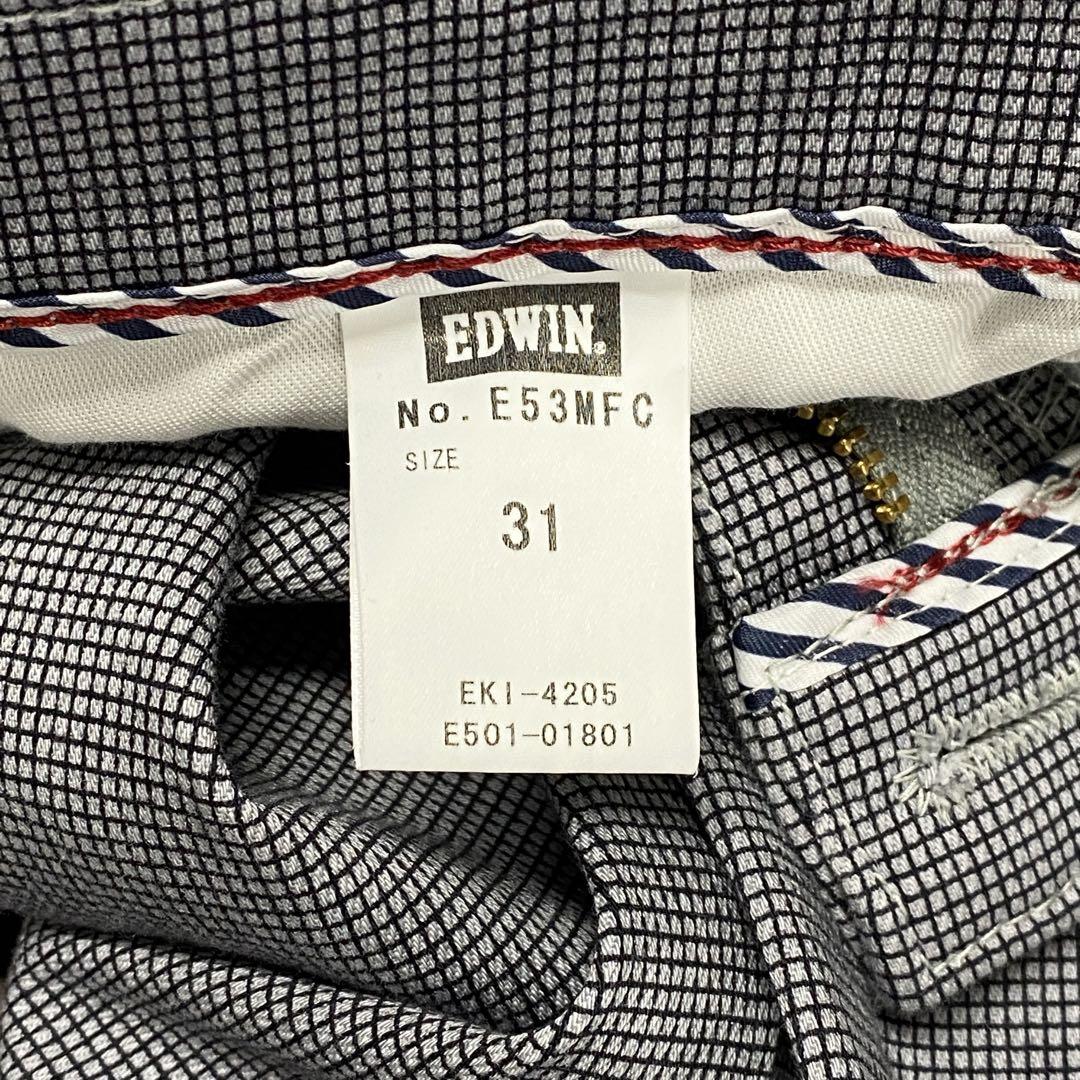 EDWIN.
No. E53MFC
SIZE
31
EKI-4205
E501-01801